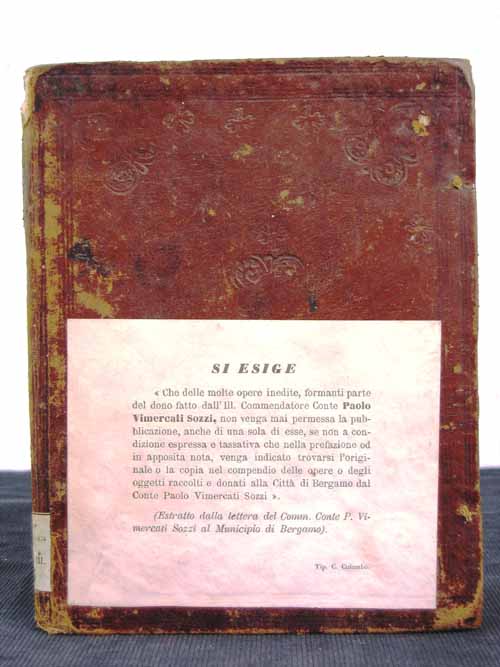 SI ESIGE
« Che delle molte opere inedite, formanti parte
del dono fatto dall'Ill. Commendatore Conte Paolo
Vimercati Sozzi, non venga mai permessa la pub-
blicazione, anche di una sola di esse, se non a con-
dizione espressa e tassativa che nella prefazione od
in apposita nota, venga indicato trovarsi l'origi-
nale o la copia nel compendio delle opere o degli
oggetti raccolti e donati alla Città di Bergamo dal
Conte Paolo Vimercati Sozzi ».
(Estratto dalla lettera del Comm. Conte P. Vi-
mercati Sozzi al Municipio di Bergamo).
Tip. C. Colombo.